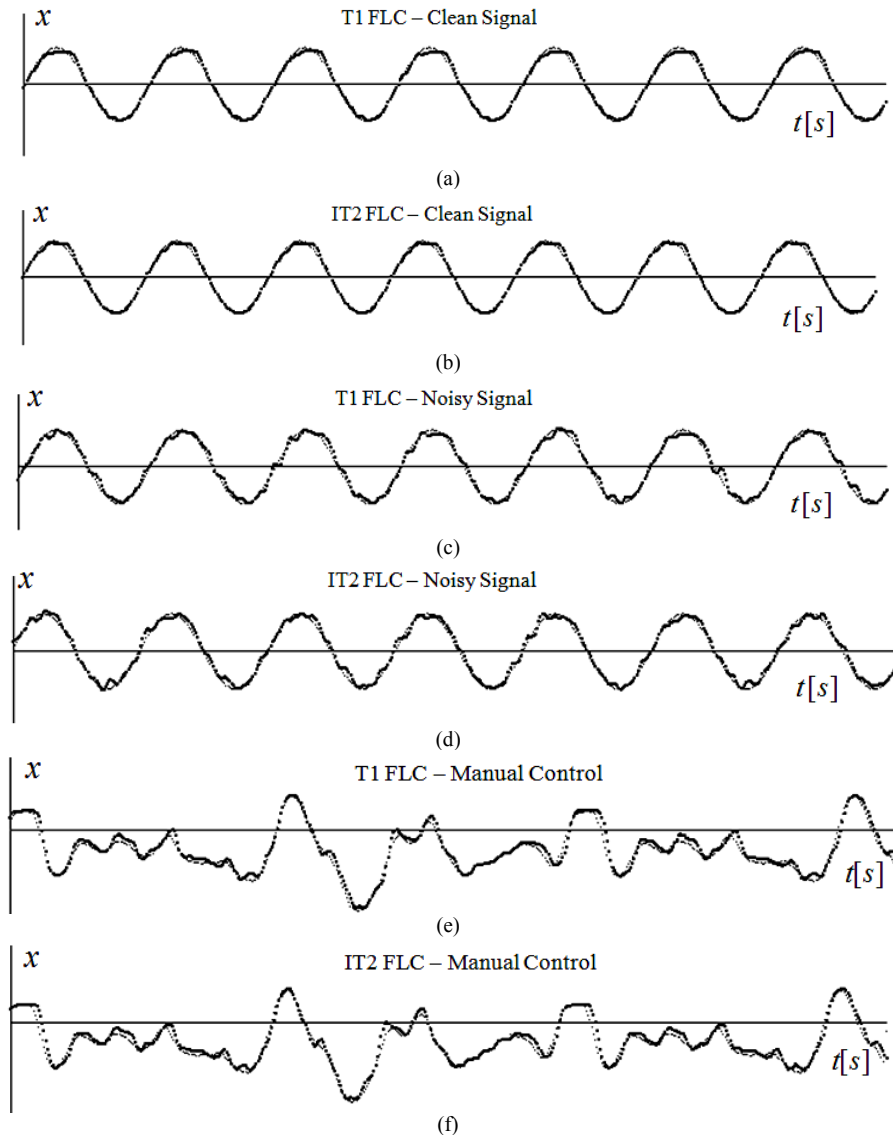 x
T1 FLC – Clean Signal
t[s]
(a)
x
IT2 FLC – Clean Signal
t[s]
(b)
x
T1 FLC – Noisy Signal
t[s]
(c)
x
IT2 FLC – Noisy Signal
t[s]
(d)
x
T1 FLC – Manual Control
t[s]
(e)
x
IT2 FLC – Manual Control
t[s]
(f)